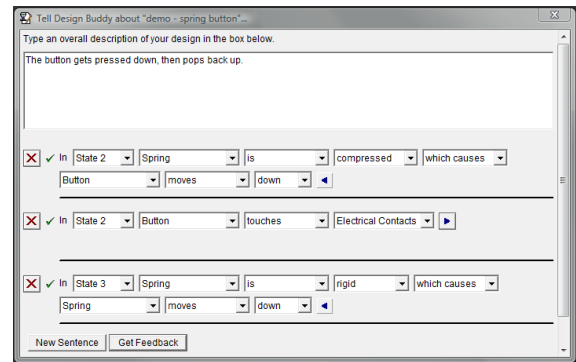 Tell Design Buddy about "demo - spring button"...
Type an overall description of your design in the box below.
The button gets pressed down, then pops back up.
In State 2 Spring is compressed which causes
Button moves down
In State 2 Button touches Electrical Contacts
In State 3 Spring is rigid which causes
Spring moves down
New Sentence Get Feedback